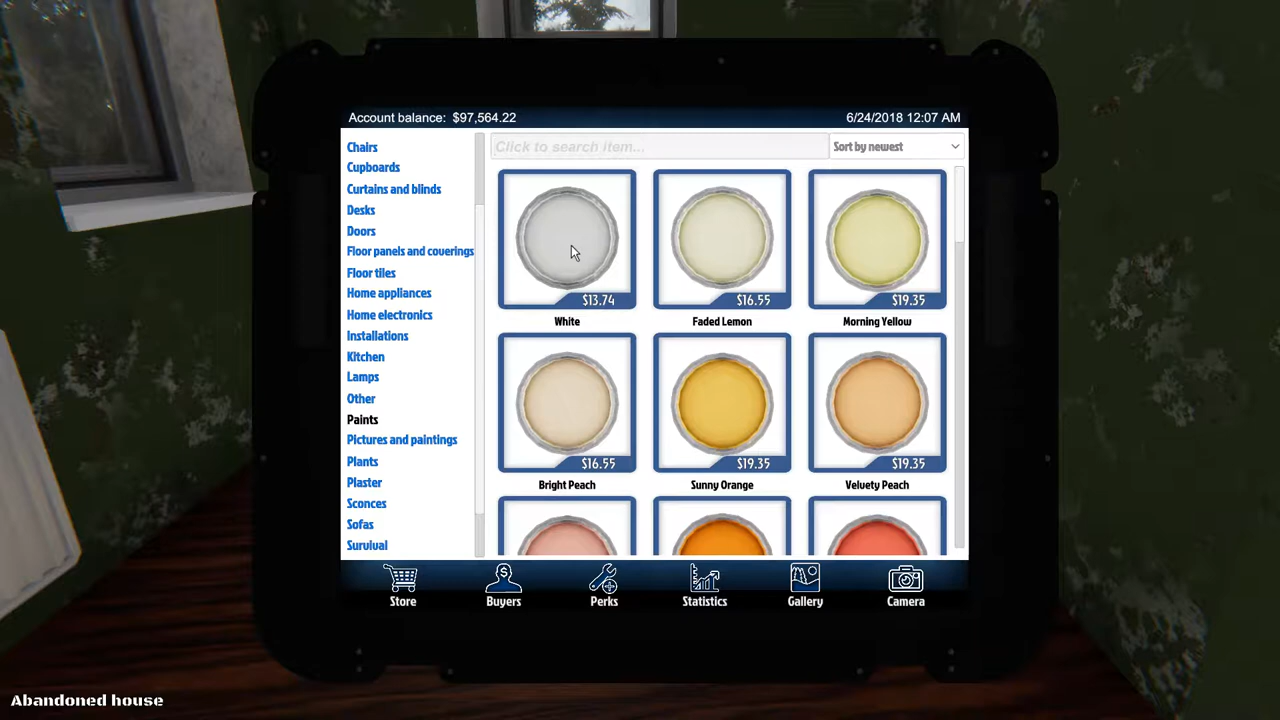 Account balance: $97,564.22
6/24/2018 12:07 AM
Chairs
Cupboards
Curtains and blinds
Desks
Doors
Floor panels and coverings
Floor tiles
Home appliances
Home electronics
Installations
Kitchen
Lamps
Other
Paints
Pictures and paintings
Plants
Plaster
Sconces
Sofas
Survival
Click to search item...
Sort by newest
$13.74
$16.55
$19.35
White
Faded Lemon
Morning Yellow
$16.55
$19.35
$19.35
Bright Peach
Sunny Orange
Velvety Peach
Store
Buyers
Perks
Statistics
Gallery
Camera
Abandoned house